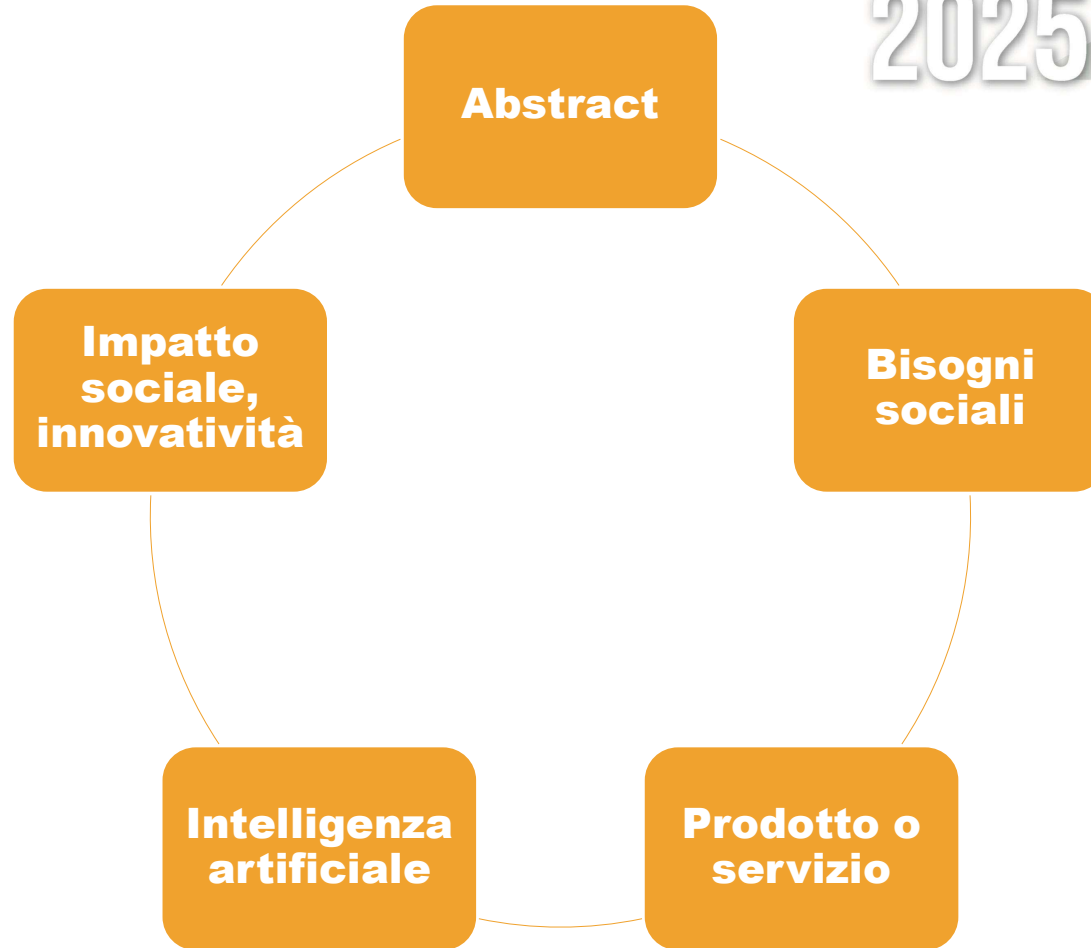 2025
Abstract
Bisogni
sociali
Prodotto o
servizio
Intelligenza
artificiale
Impatto
sociale,
innovatività